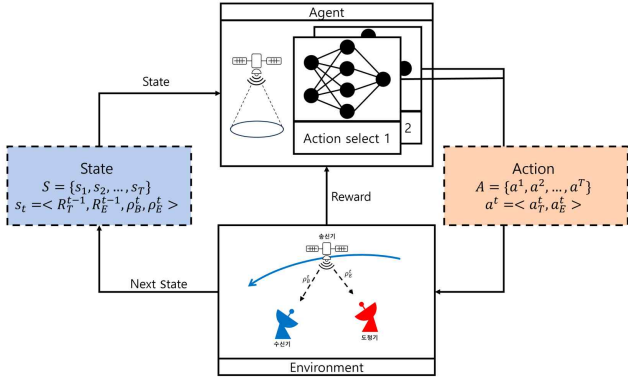 Agent
State
Action select 1
2
State
S = {s_1, s_2, ..., s_T}
s_t =< R_T^{t-1}, R_E^{t-1}, ρ_B^t, ρ_E^t >
Action
A = {a^1, a^2, ..., a^T}
a^t =< a_T^t, a_E^t >
Reward
송신기
ρ_B^t
ρ_E^t
Next State
수신기
도청기
Environment